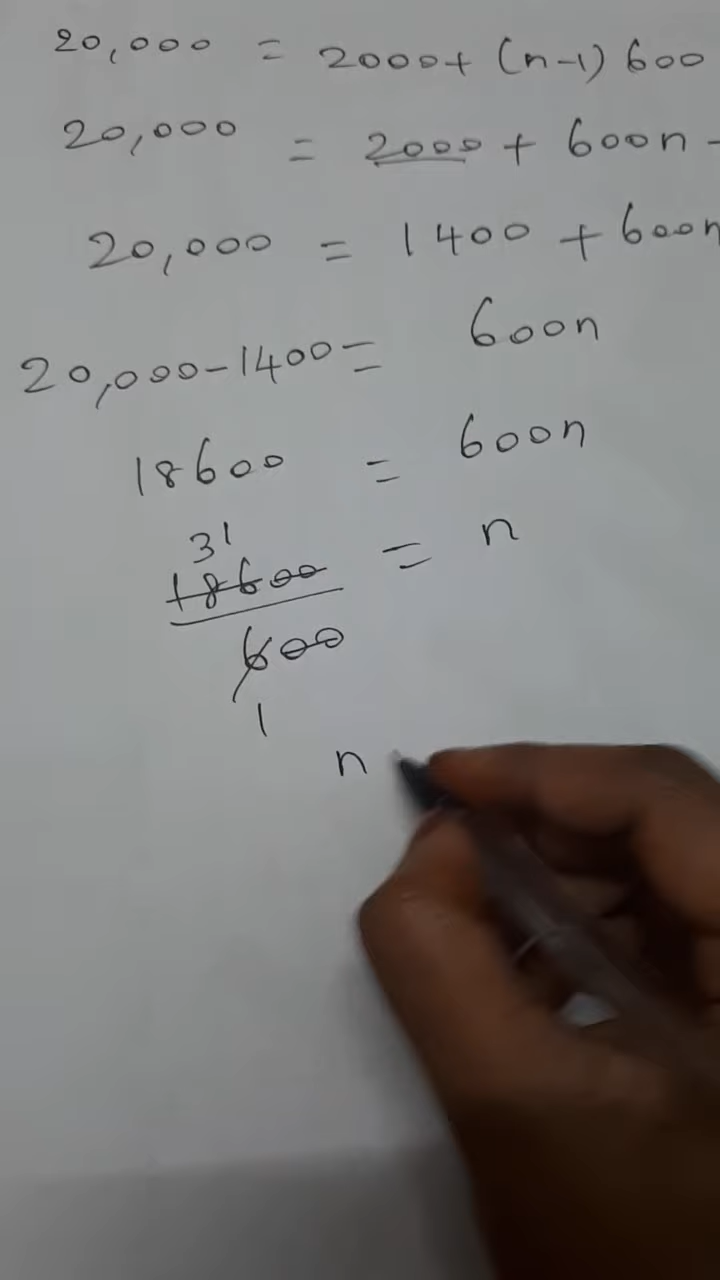 20,000 = 2000+ (n-1) 600
20,000 = 2000 + 600n -
20,000 = 1400 + 600n
20,000-1400 = 600n
18600 = 600n
31
18600 = n
600
1
n